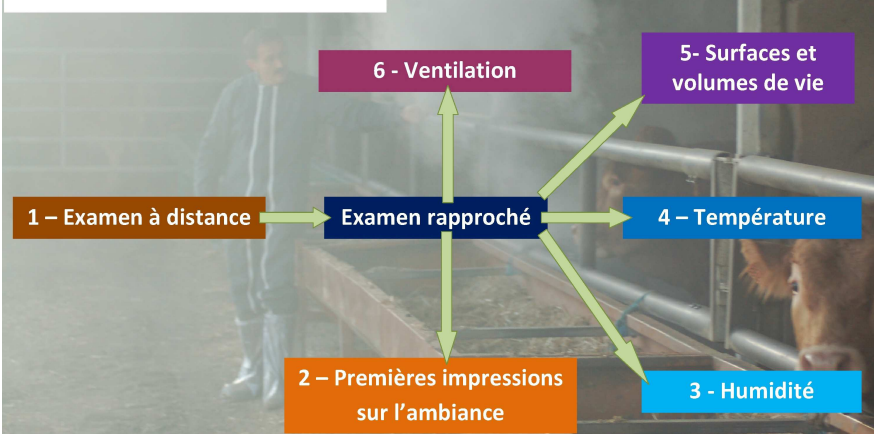 6 - Ventilation
5- Surfaces et
volumes de vie
1 – Examen à distance
Examen rapproché
4 – Température
2 – Premières impressions
sur l'ambiance
3 - Humidité